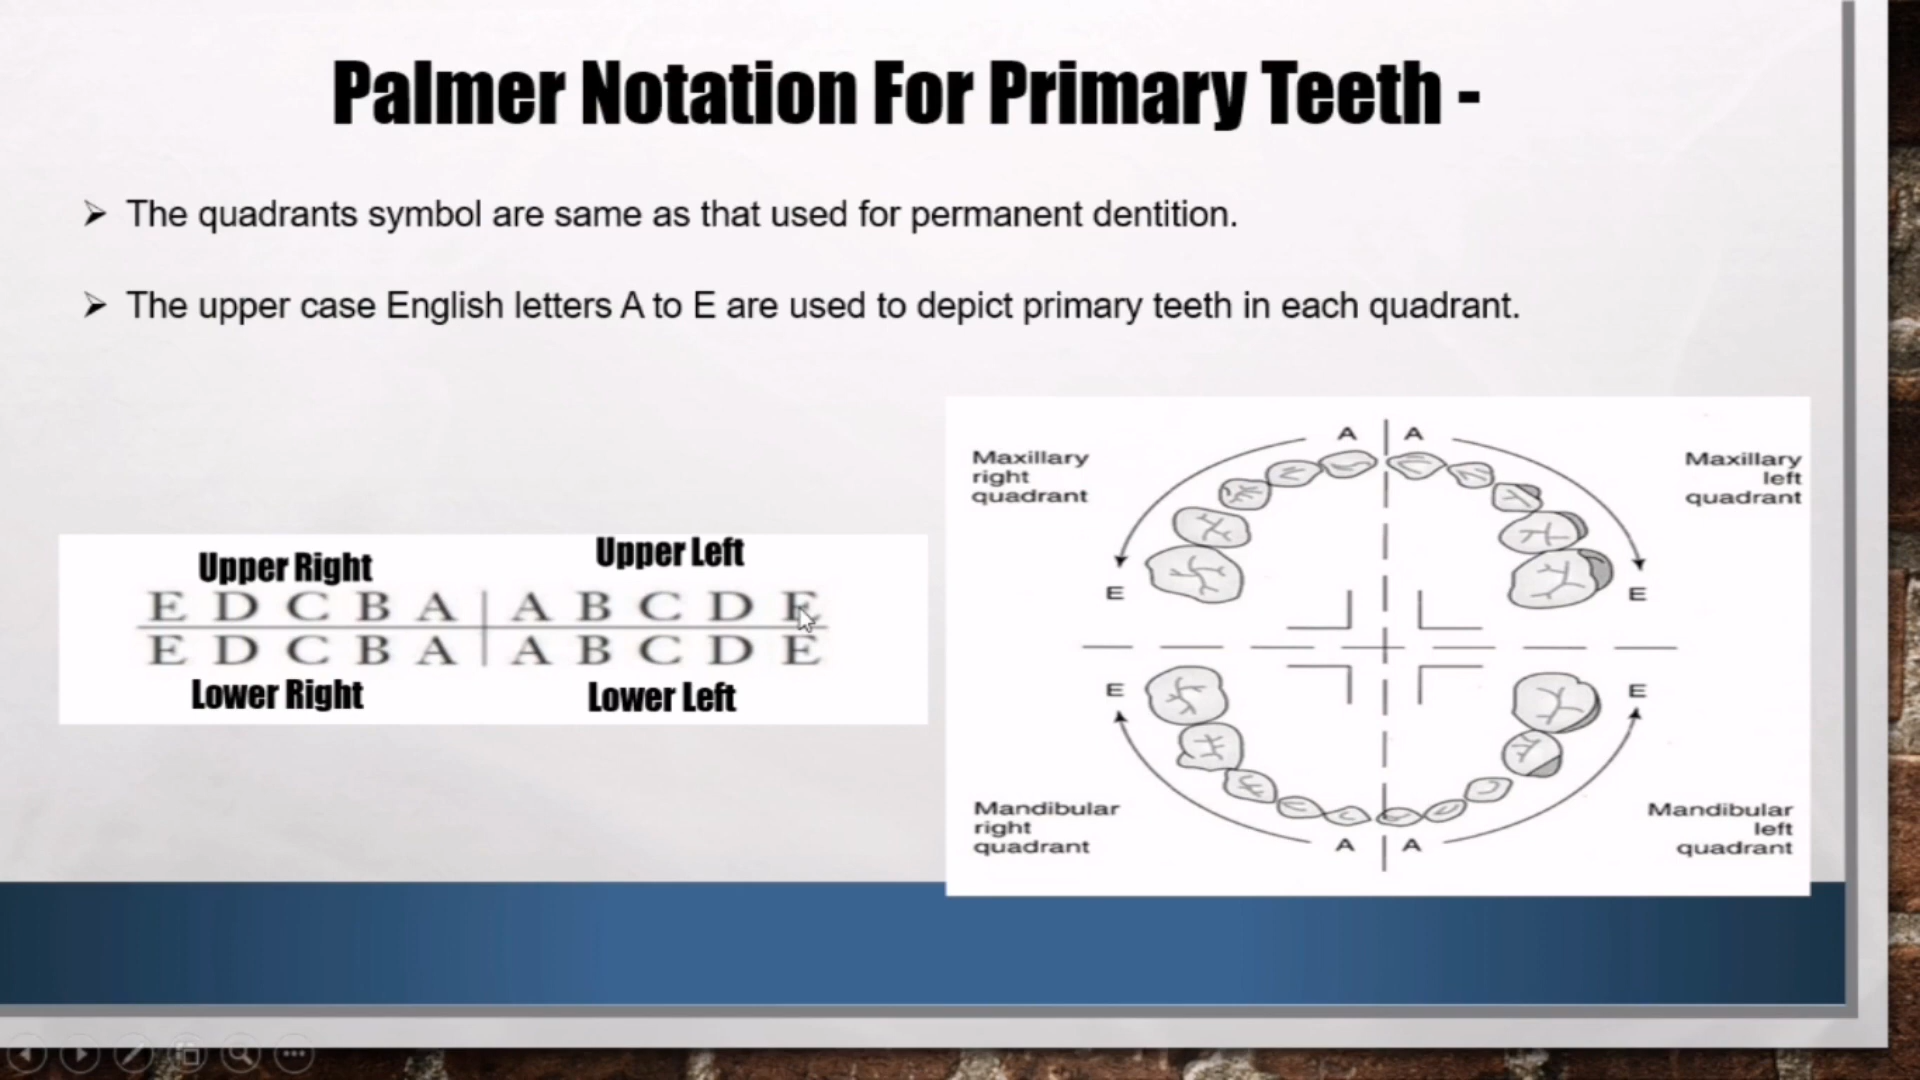 Palmer Notation For Primary Teeth -
The quadrants symbol are same as that used for permanent dentition.
The upper case English letters A to E are used to depict primary teeth in each quadrant.
Upper Right
Upper Left
E D C B A | A B C D E
E D C B A | A B C D E
Lower Right
Lower Left
A A
Maxillary
right
quadrant
Maxillary
left
quadrant
E
E
E
E
Mandibular
right
quadrant
Mandibular
left
quadrant
A A